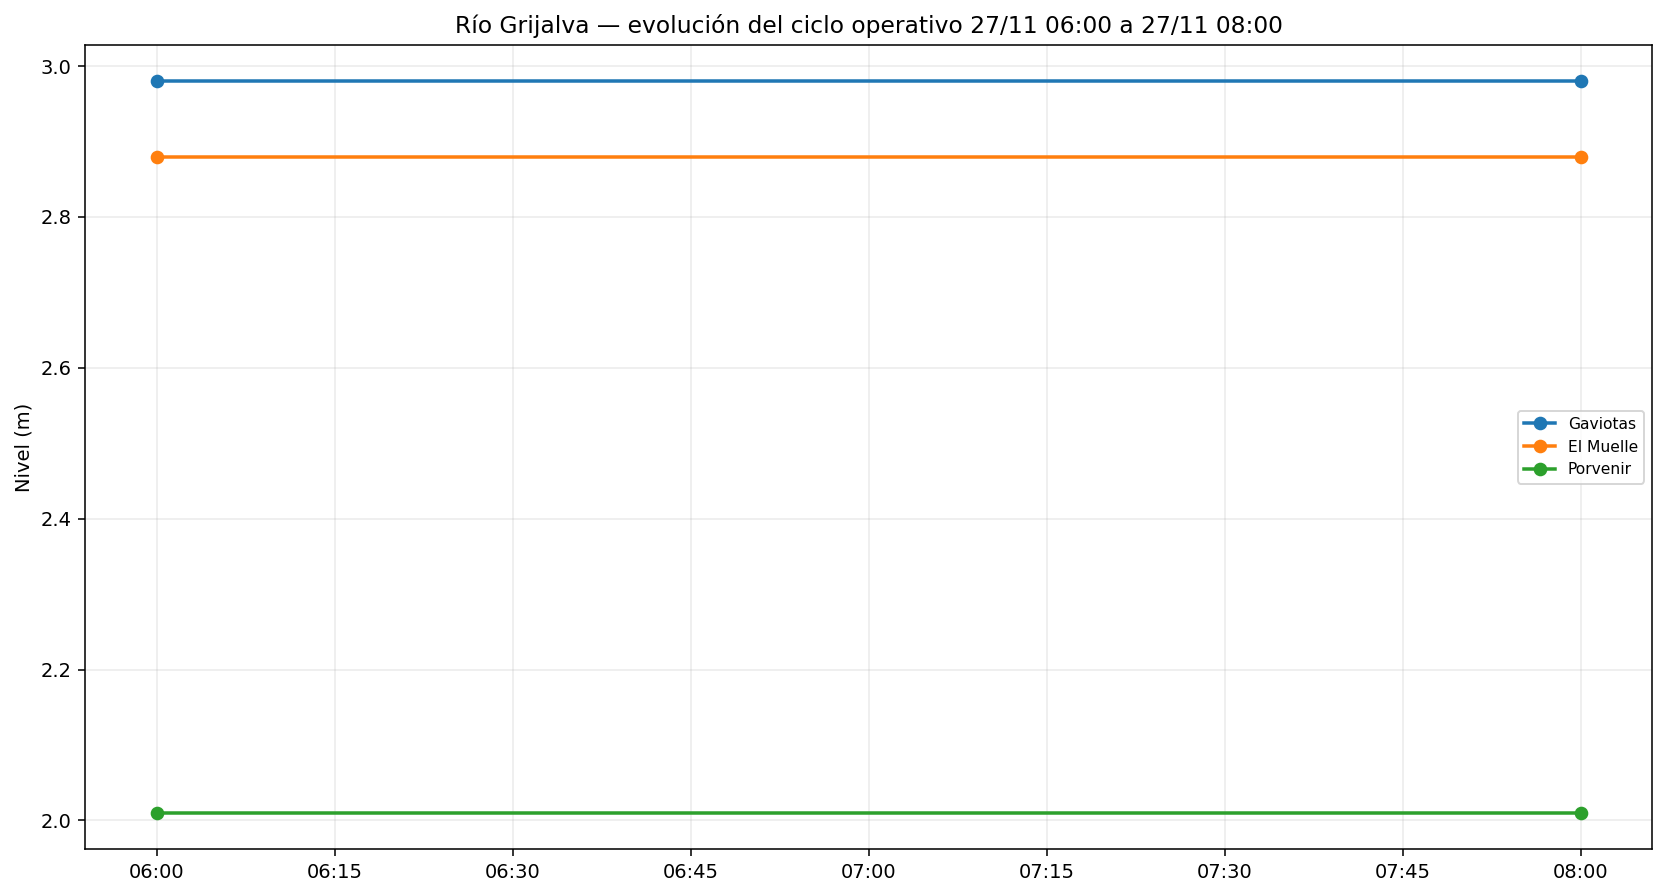 Río Grijalva — evolución del ciclo operativo 27/11 06:00 a 27/11 08:00
Nivel (m)
3.0
2.8
2.6
2.4
2.2
2.0
Gaviotas
El Muelle
Porvenir
06:00 06:15 06:30 06:45 07:00 07:15 07:30 07:45 08:00